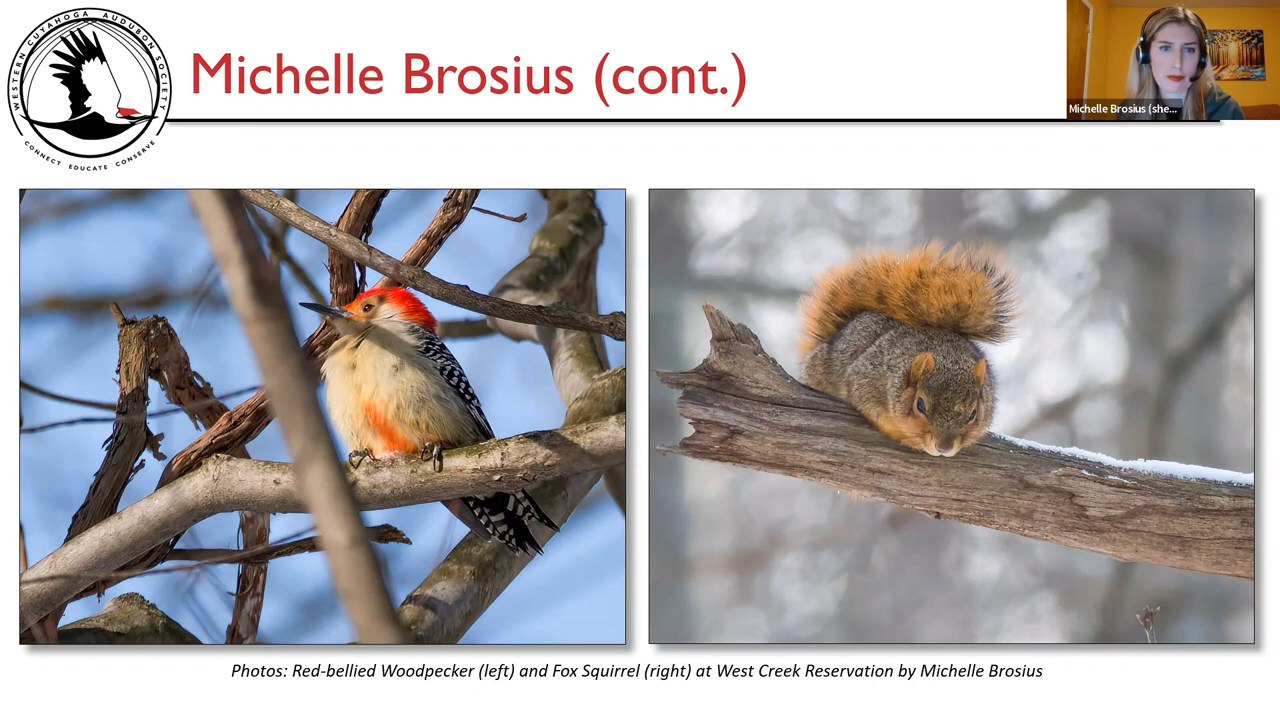 WESTERN CUYAHOGA AUDUBON SOCIETY
CONNECT EDUCATE CONSERVE
Michelle Brosius (cont.)
Michelle Brosius (she...
Photos: Red-bellied Woodpecker (left) and Fox Squirrel (right) at West Creek Reservation by Michelle Brosius